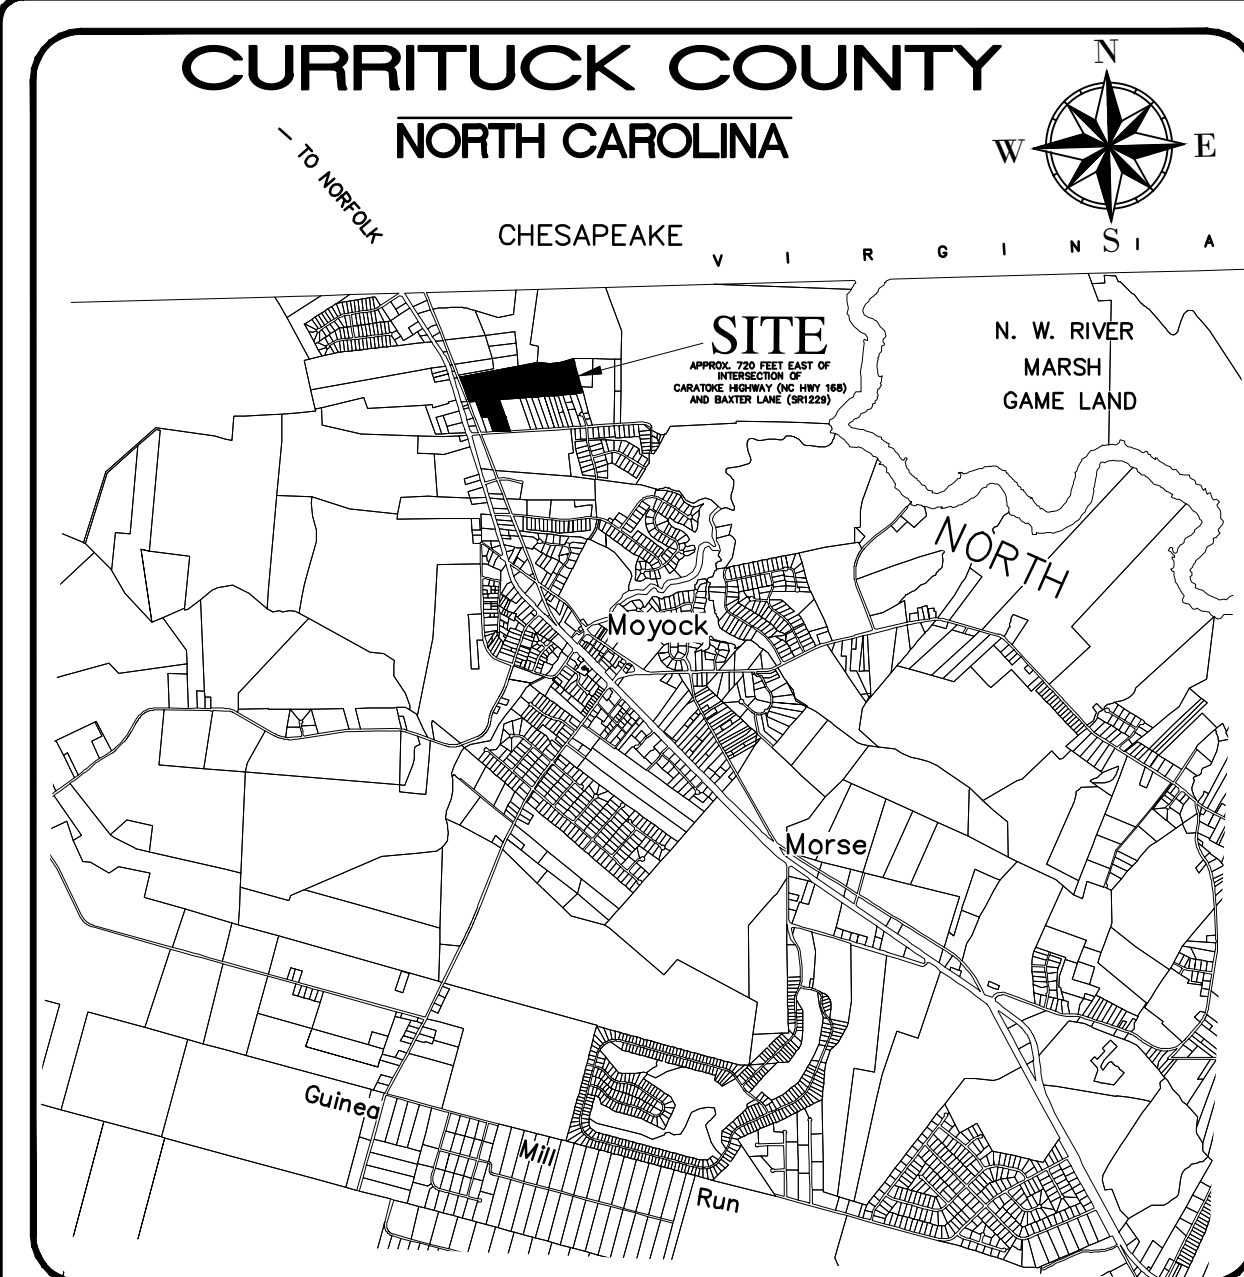 CURRITUCK COUNTY
NORTH CAROLINA
N
W
E
S
TO NORFOLK
CHESAPEAKE
V I R G I N I A
SITE
APPROX. 720 FEET EAST OF
INTERSECTION OF
CARATOKE HIGHWAY (NC HWY 168)
AND BAXTER LANE (SR1229)
N. W. RIVER
MARSH
GAME LAND
NORTH
Moyock
Morse
Guinea
Mill
Run